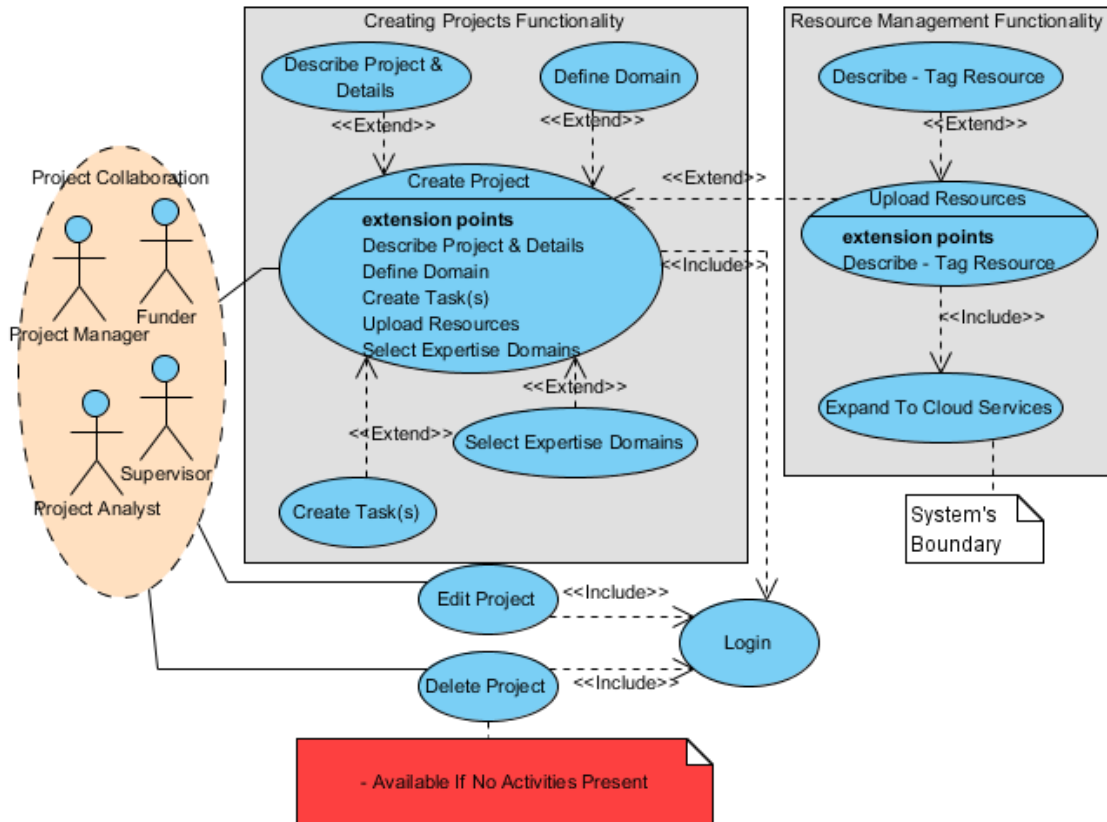 Creating Projects Functionality
Resource Management Functionality
Describe Project &
Details
Define Domain
Describe - Tag Resource
<<Extend>>
<<Extend>>
<<Extend>>
Project Collaboration
Create Project
<<Extend>>
Upload Resources
extension points
Describe Project & Details
Define Domain
Create Task(s)
Upload Resources
Select Expertise Domains
extension points
Describe - Tag Resource
<<Include>>
<<Include>>
Project Manager
Funder
Project Analyst
Supervisor
<<Extend>>
Expand To Cloud Services
<<Extend>>
Select Expertise Domains
Create Task(s)
System's
Boundary
Edit Project
<<Include>>
Login
Delete Project
<<Include>>
- Available If No Activities Present